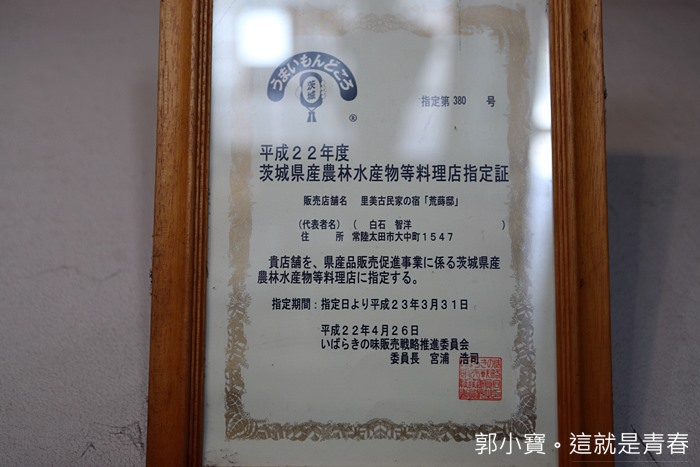 うまいもんどころ
茨城
®
指定第 380 号
平成22年度
茨城県産農林水産物等料理店指定証
販売店舗名 里美古民家の宿「荒蒔邸」
(代表者名) ( 白石 智洋 )
住 所 常陸太田市大中町1547
貴店舗を、県産品販売促進事業に係る茨城県産
農林水産物等料理店に指定する。
指定期間：指定日より平成23年3月31日
平成22年4月26日
いばらきの味販売戦略推進委員会
委員長 宮浦 浩司
郭小寶。這就是青春